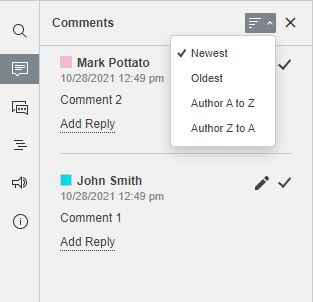 Comments
Newest
Oldest
Author A to Z
Author Z to A
Mark Pottato
10/28/2021 12:49 pm
Comment 2
Add Reply
John Smith
10/28/2021 12:49 pm
Comment 1
Add Reply